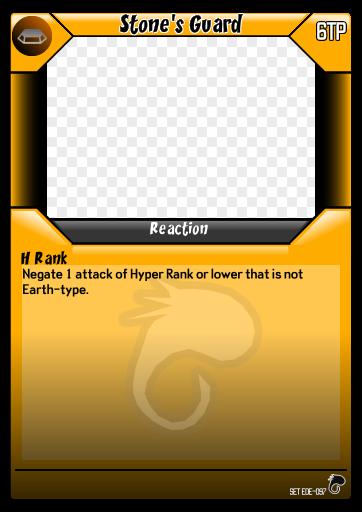 Stone's Guard
6TP
Reaction
H Rank
Negate 1 attack of Hyper Rank or lower that is not
Earth-type.
SET EOE-097